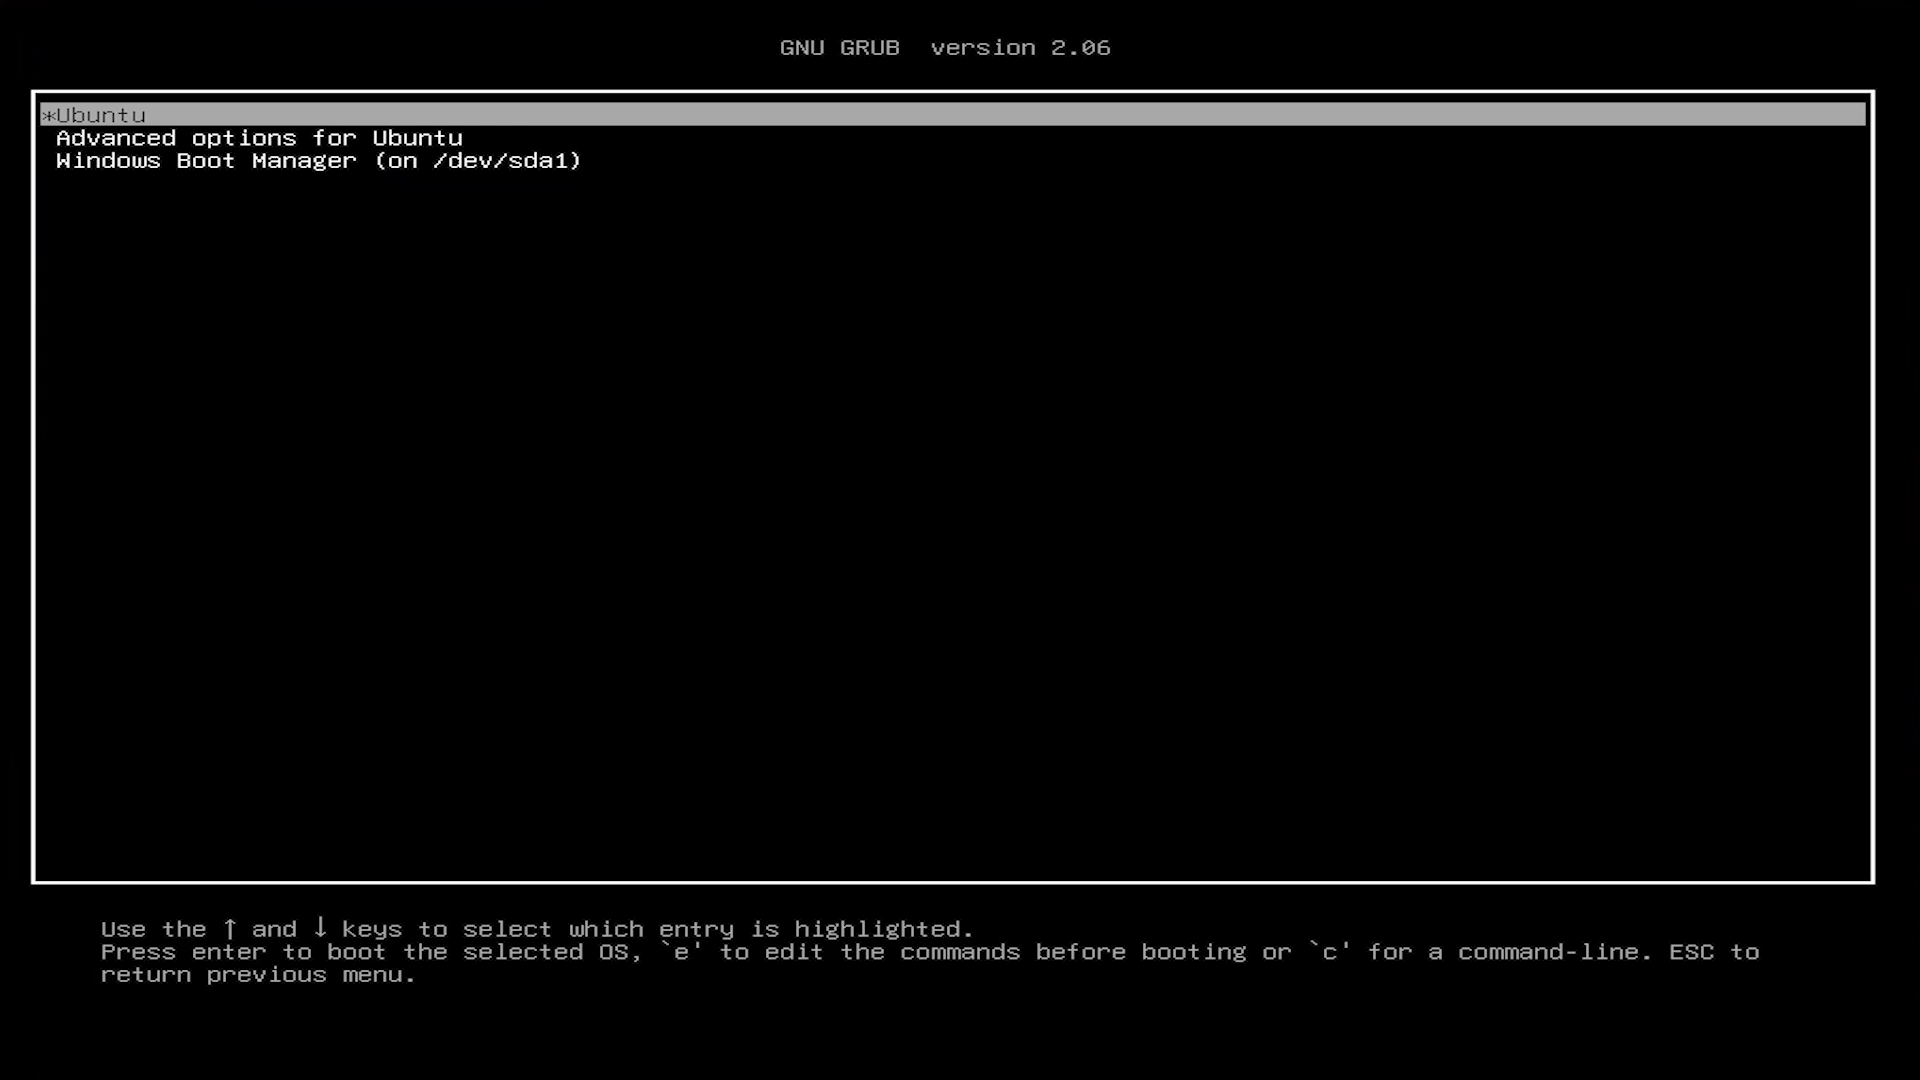 GNU GRUB  version 2.06
*Ubuntu
Advanced options for Ubuntu
Windows Boot Manager (on /dev/sda1)
Use the ↑ and ↓ keys to select which entry is highlighted.
Press enter to boot the selected OS, `e' to edit the commands before booting or `c' for a command-line. ESC to
return previous menu.